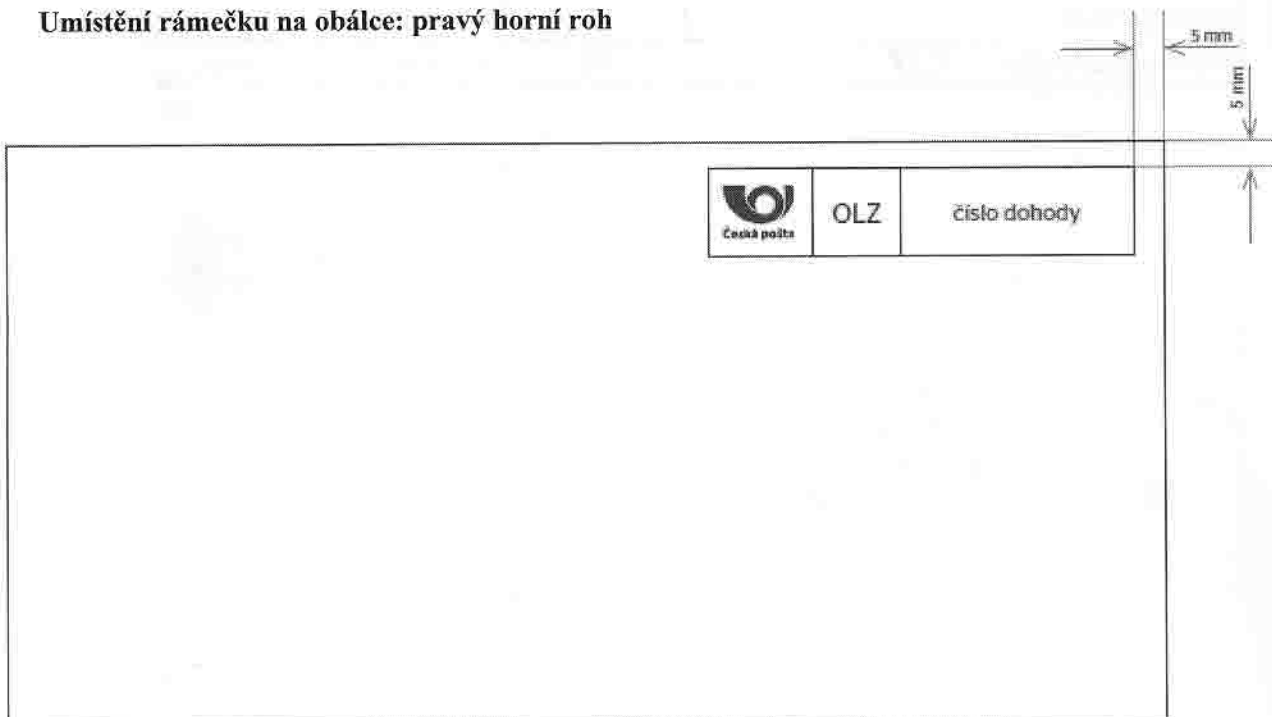 Umístění rámečku na obálce: pravý horní roh
5 mm
5 mm
Česká pošta
OLZ
číslo dohody